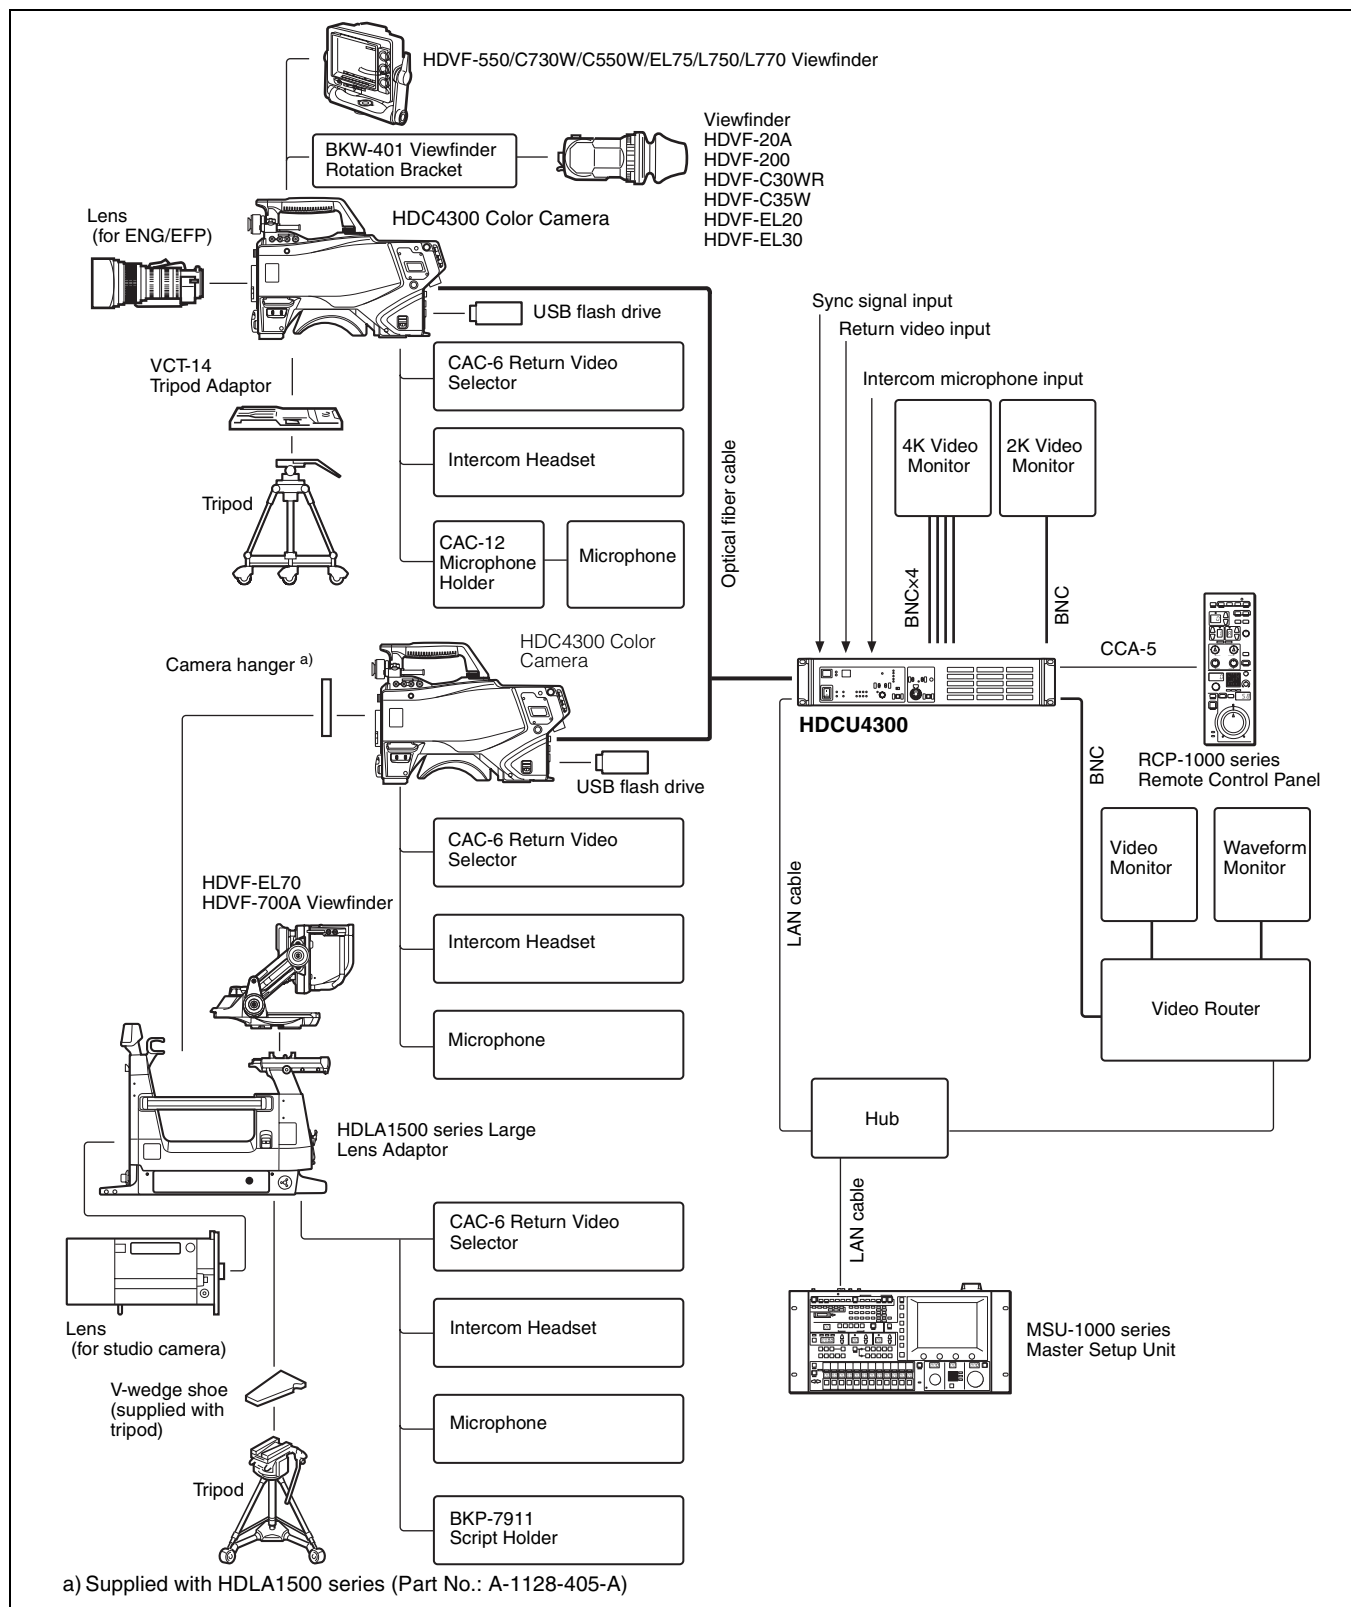 HDVF-550/C730W/C550W/EL75/L750/L770 Viewfinder
BKW-401 Viewfinder
Rotation Bracket
Viewfinder
HDVF-20A
HDVF-200
HDVF-C30WR
HDVF-C35W
HDVF-EL20
HDVF-EL30
Lens
(for ENG/EFP)
HDC4300 Color Camera
USB flash drive
VCT-14
Tripod Adaptor
Tripod
CAC-6 Return Video
Selector
Intercom Headset
CAC-12
Microphone
Holder
Microphone
Optical fiber cable
Sync signal input
Return video input
Intercom microphone input
4K Video
Monitor
2K Video
Monitor
BNC×4
BNC
CCA-5
HDCU4300
RCP-1000 series
Remote Control Panel
Camera hanger a)
HDC4300 Color
Camera
USB flash drive
CAC-6 Return Video
Selector
Intercom Headset
Microphone
HDVF-EL70
HDVF-700A Viewfinder
HDLA1500 series Large
Lens Adaptor
LAN cable
BNC
Video
Monitor
Waveform
Monitor
Video Router
Hub
LAN cable
MSU-1000 series
Master Setup Unit
Lens
(for studio camera)
V-wedge shoe
(supplied with
tripod)
Tripod
CAC-6 Return Video
Selector
Intercom Headset
Microphone
BKP-7911
Script Holder
a) Supplied with HDLA1500 series (Part No.: A-1128-405-A)